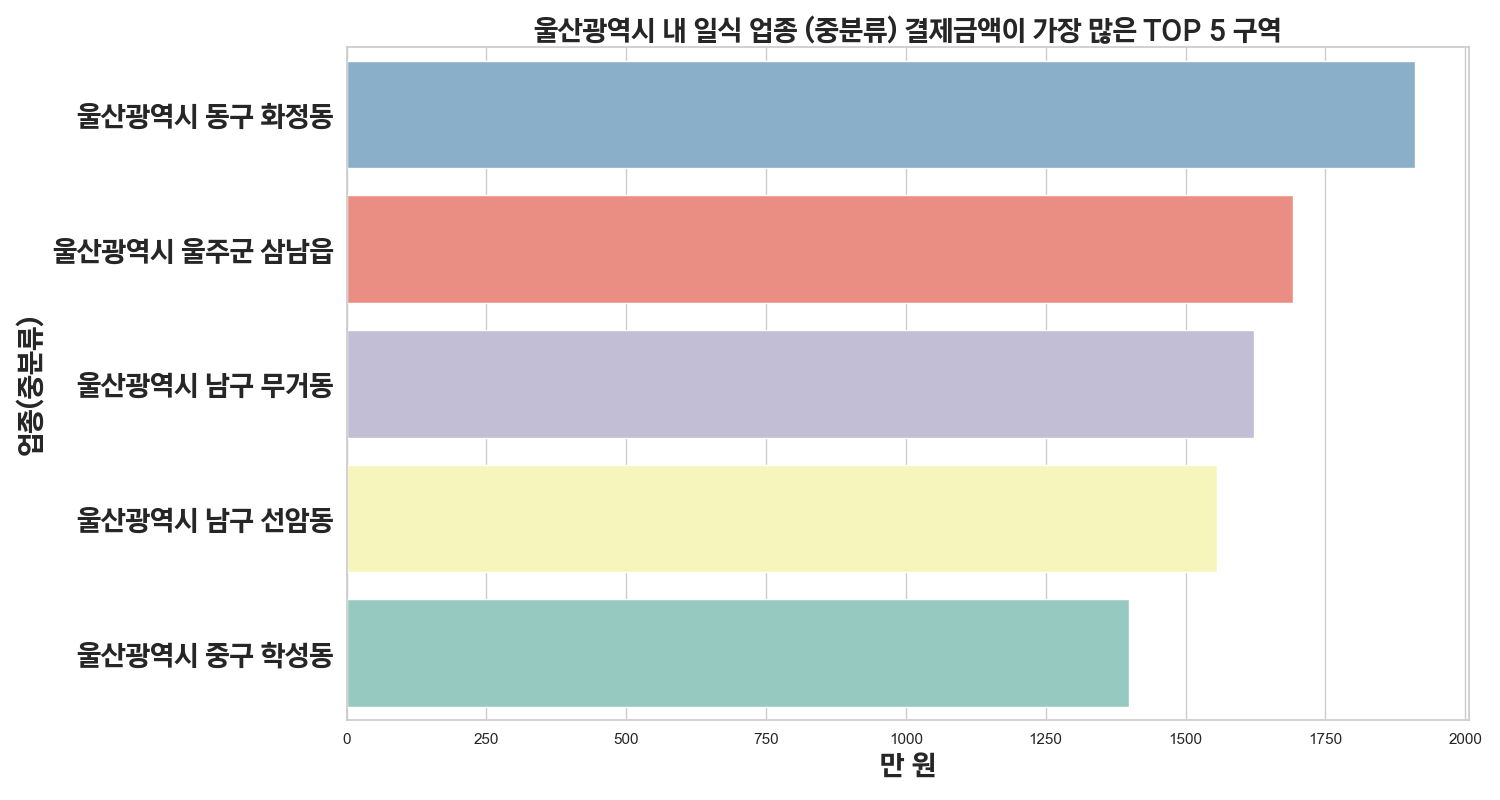 울산광역시 내 일식 업종 (중분류) 결제금액이 가장 많은 TOP 5 구역
울산광역시 동구 화정동
울산광역시 울주군 삼남읍
울산광역시 남구 무거동
울산광역시 남구 선암동
울산광역시 중구 학성동
업종(중분류)
0 250 500 750 1000 1250 1500 1750 2000
만 원